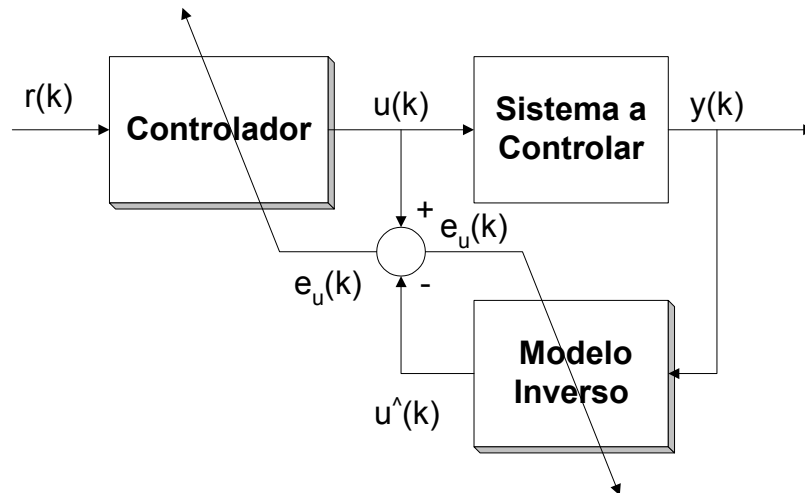 r(k)
Controlador
u(k)
Sistema a
Controlar
y(k)
+
e_u(k)
e_u(k)
-
Modelo
Inverso
u^(k)